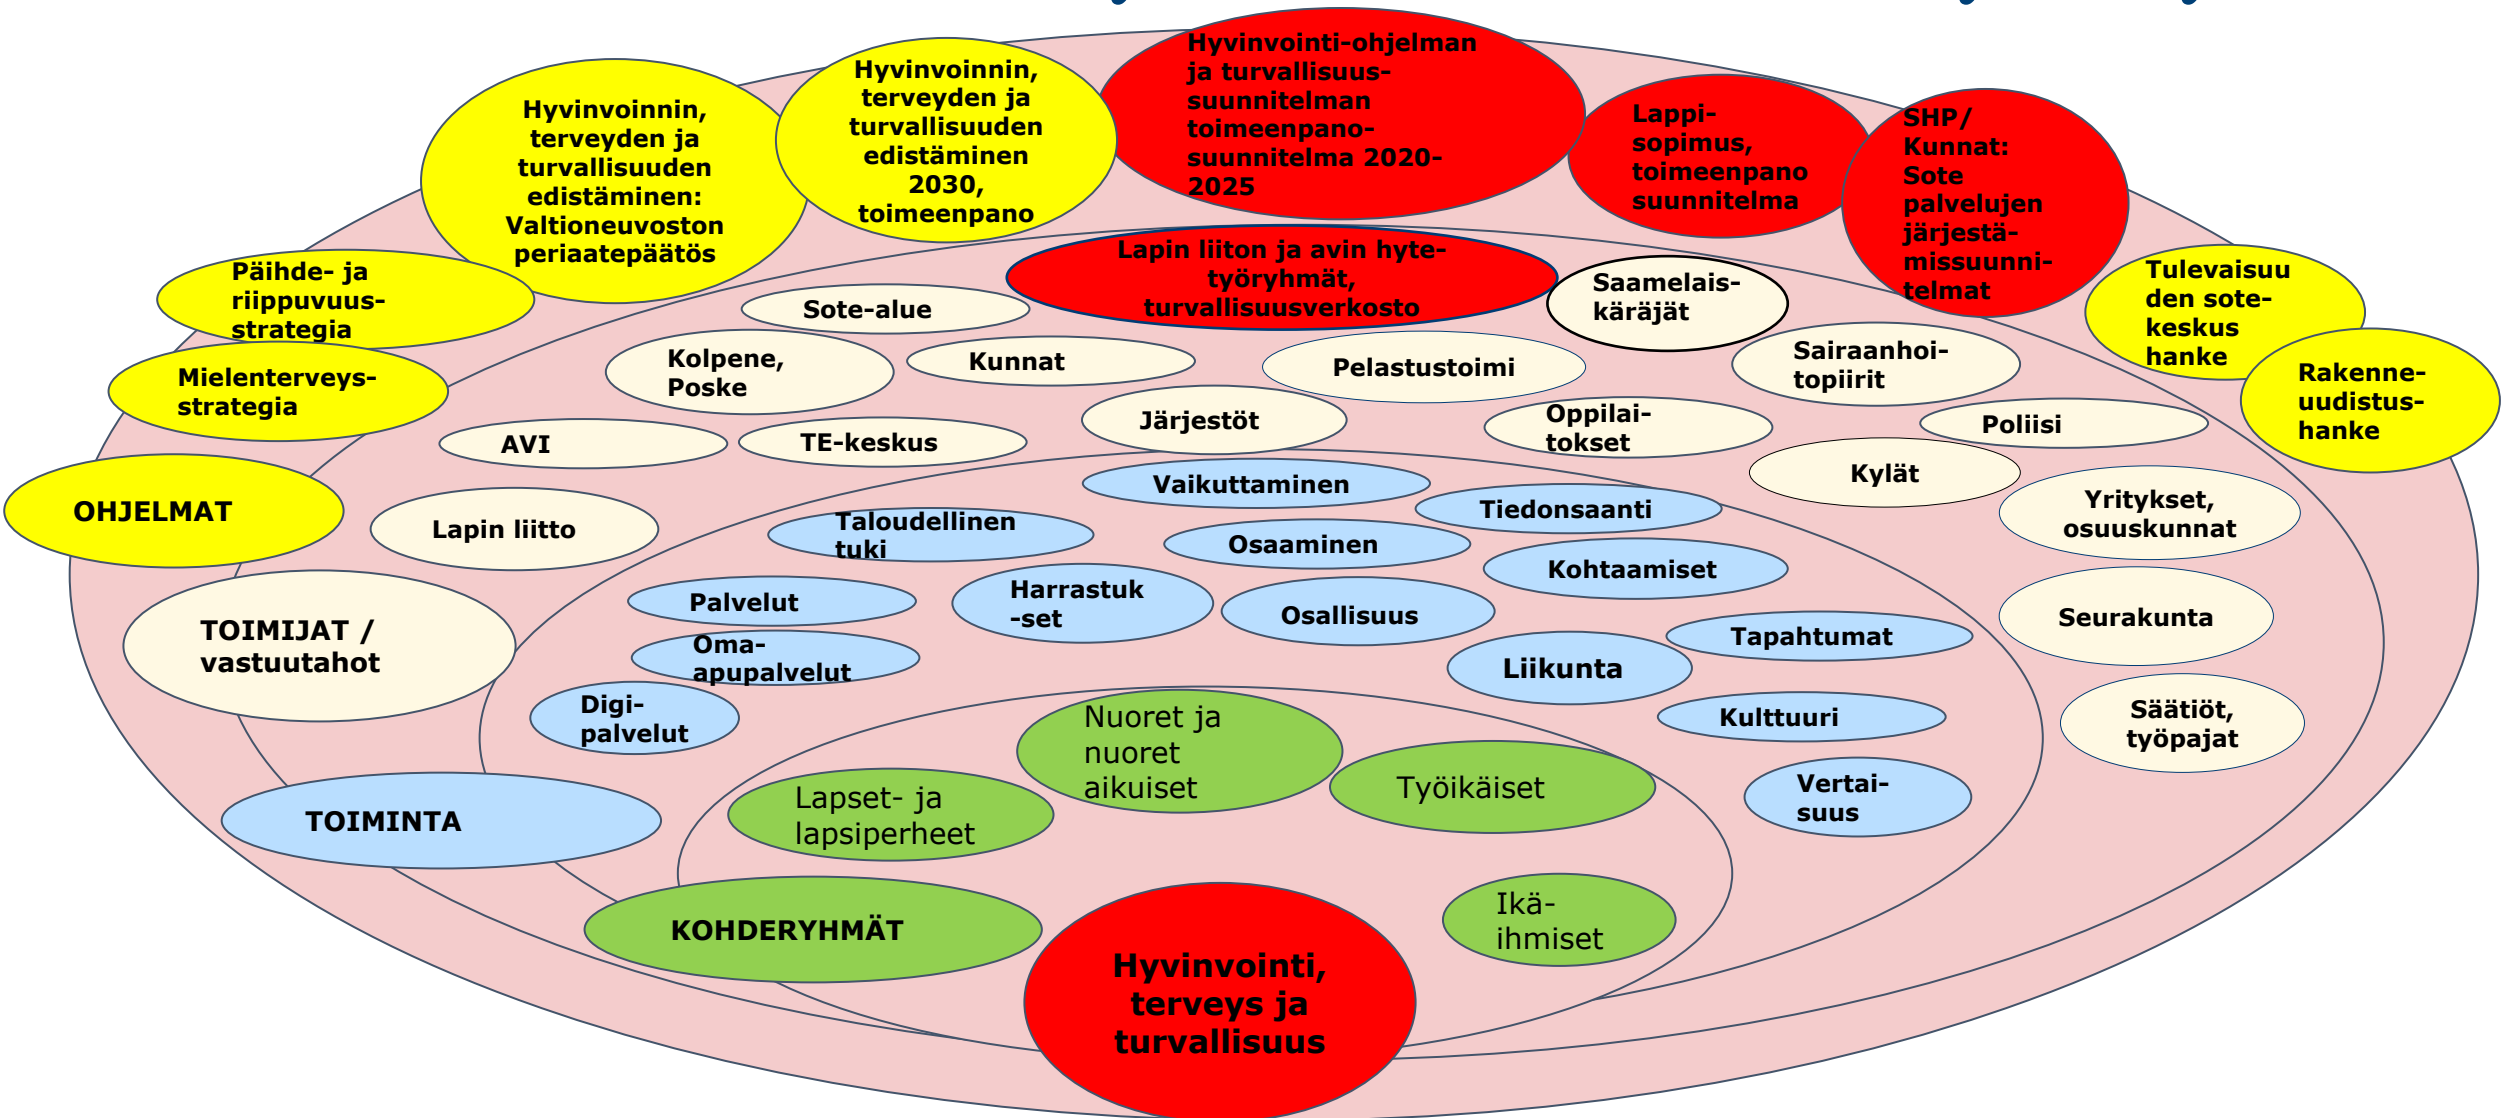 Hyvinvointi-ohjelman
ja turvallisuus-
suunnitelman
toimeenpano-
suunnitelma 2020-
2025
Hyvinvoinnin,
terveyden ja
turvallisuuden
edistäminen
2030,
toimeenpano
Hyvinvoinnin,
terveyden ja
turvallisuuden
edistäminen:
Valtioneuvoston
periaatepäätös
Lappi-
sopimus,
toimeenpano
suunnitelma
SHP/
Kunnat:
Sote
palvelujen
järjestä-
missuunni-
telmat
Päihde- ja
riippuvuus-
strategia
Lapin liiton ja avin hyte-
työryhmät,
turvallisuusverkosto
Saamelais-
käräjät
Tulevaisuu
den sote-
keskus
hanke
Sote-alue
Kolpene,
Poske
Kunnat
Pelastustoimi
Sairaanhoi-
topiirit
Rakenne-
uudistus-
hanke
Mielenterveys-
strategia
AVI
TE-keskus
Järjestöt
Oppilai-
tokset
Poliisi
Kylät
OHJELMAT
Lapin liitto
Vaikuttaminen
Tiedonsaanti
Yritykset,
osuuskunnat
Taloudellinen
tuki
Osaaminen
Kohtaamiset
Palvelut
Harrastuk
-set
Osallisuus
Seurakunta
TOIMIJAT /
vastuutahot
Oma-
apupalvelut
Liikunta
Tapahtumat
Digi-
palvelut
Kulttuuri
Säätiöt,
työpajat
Nuoret ja
nuoret
aikuiset
Lapset- ja
lapsiperheet
Työikäiset
Vertai-
suus
TOIMINTA
KOHDERYHMÄT
Ikä-
ihmiset
Hyvinvointi,
terveys ja
turvallisuus